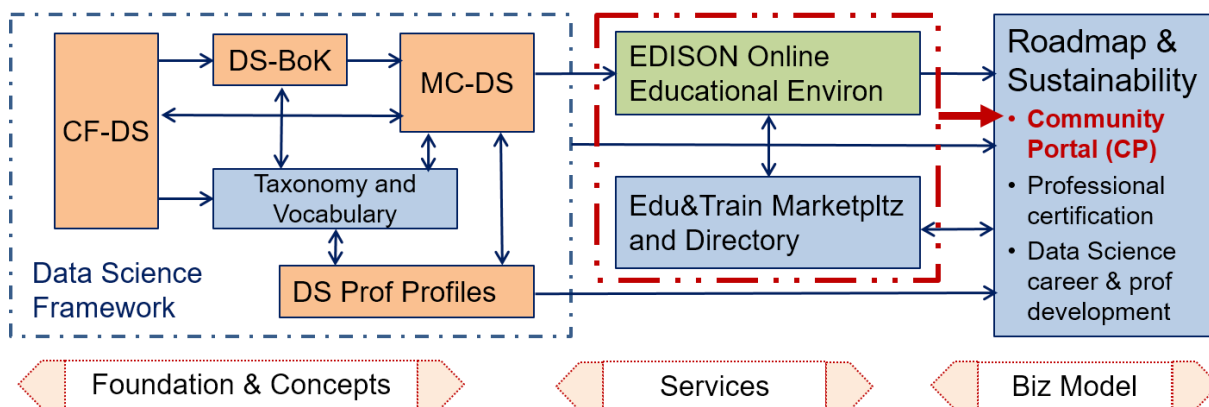 DS-BoK
MC-DS
CF-DS
Taxonomy and
Vocabulary
DS Prof Profiles
Data Science
Framework
EDISON Online
Educational Environ
Edu&Train Marketpltz
and Directory
Roadmap &
Sustainability
• Community
Portal (CP)
• Professional
certification
• Data Science
career & prof
development
Foundation & Concepts
Services
Biz Model